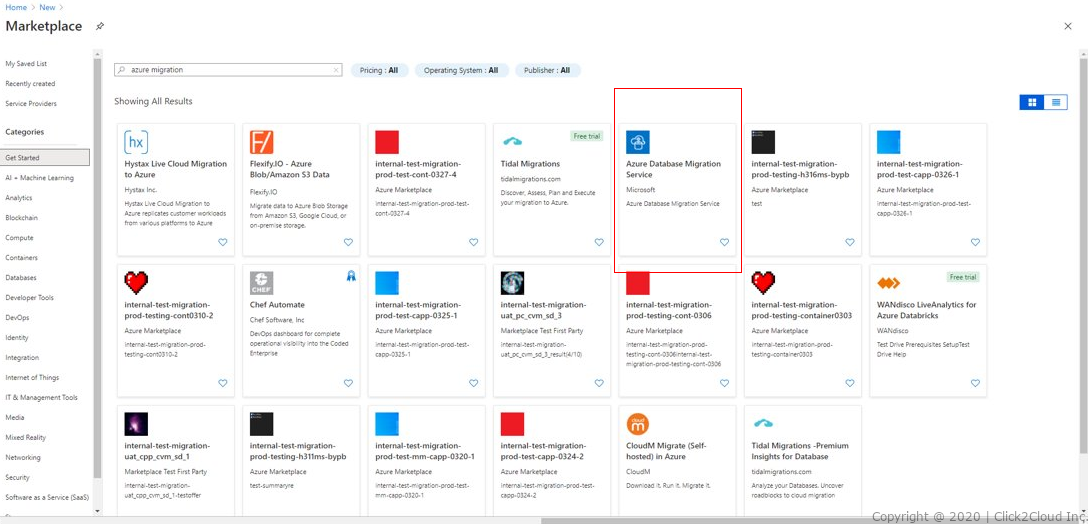 Home > New >
Marketplace
My Saved List
Recently created
Service Providers
Categories
Get Started
AI + Machine Learning
Analytics
Blockchain
Compute
Containers
Databases
Developer Tools
DevOps
Identity
Integration
Internet of Things
IT & Management Tools
Media
Mixed Reality
Networking
Security
Software as a Service (SaaS)
azure migration
Pricing : All
Operating System : All
Publisher : All
Showing All Results
hx
Hystax Live Cloud Migration
to Azure
Hystax Inc.
Hystax Live Cloud Migration to
Azure replicates customer workloads
from various platforms to Azure
F/
Flexify.IO - Azure
Blob/Amazon S3 Data
Flexify.IO
Migrate data to Azure Blob Storage
from Amazon S3, Google Cloud, or
on-premise storage.
internal-test-migration-
prod-test-cont-0327-4
Azure Marketplace
internal-test-migration-prod-test-
cont-0327-4
Free trial
Tidal Migrations
tidalmigrations.com
Discover, Assess, Plan and Execute
your migration to Azure.
Azure Database Migration
Service
Microsoft
Azure Database Migration Service
internal-test-migration-
prod-testing-h316ms-bypb
Azure Marketplace
test
internal-test-migration-
prod-test-capp-0326-1
Azure Marketplace
internal-test-migration-prod-test-
capp-0326-1
internal-test-migration-
prod-testing-cont0310-2
Azure Marketplace
internal-test-migration-prod-
testing-cont0310-2
CHEF
Chef Automate
Chef Software, Inc
DevOps dashboard for complete
operational visibility into the Coded
Enterprise
internal-test-migration-
prod-test-capp-0325-1
Azure Marketplace
internal-test-migration-prod-test-
capp-0325-1
internal-test-migration-
uat_pc_cvm_sd_3
Marketplace Test First Party
internal-test-migration-
uat_pc_cvm_sd_3_result(4/10)
internal-test-migration-
prod-testing-cont-0306
Azure Marketplace
internal-test-migration-prod-
testing-cont-0306internal-test-
migration-prod-testing-cont-0306
internal-test-migration-
prod-testing-container0303
Azure Marketplace
internal-test-migration-prod-
testing-container0303
Free trial
WANdisco LiveAnalytics for
Azure Databricks
WANdisco
Test Drive Prerequisites SetupTest
Drive Help
internal-test-migration-
uat_cpp_cvm_sd_1
Marketplace Test First Party
internal-test-migration-
uat_cpp_cvm_sd_1-testoffer
internal-test-migration-
prod-testing-h311ms-bypb
Azure Marketplace
test-summaryre
internal-test-migration-
prod-test-mm-capp-0320-1
Azure Marketplace
internal-test-migration-prod-test-
mm-capp-0320-1
internal-test-migration-
prod-test-capp-0324-2
Azure Marketplace
internal-test-migration-prod-test-
capp-0324-2
CloudM Migrate (Self-
hosted) in Azure
CloudM
Download it. Run it. Migrate it.
Tidal Migrations -Premium
Insights for Database
tidalmigrations.com
Analyze your Databases. Uncover
roadblocks to cloud migration
Copyright @ 2020 | Click2Cloud Inc.